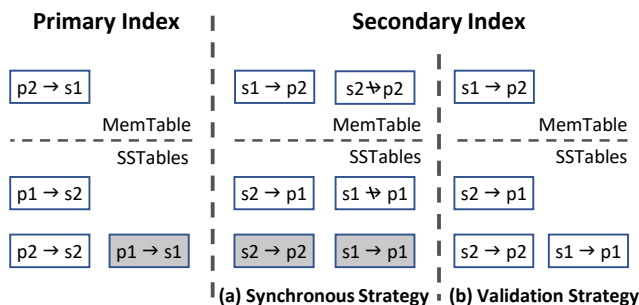 Primary Index
Secondary Index
p2 → s1
s1 → p2
s2 ↛ p2
s1 → p2
MemTable
MemTable
MemTable
SSTables
SSTables
SSTables
p1 → s2
s2 → p1
s1 ↛ p1
s2 → p1
p2 → s2
p1 → s1
s2 → p2
s1 → p1
s2 → p2
s1 → p1
(a) Synchronous Strategy
(b) Validation Strategy